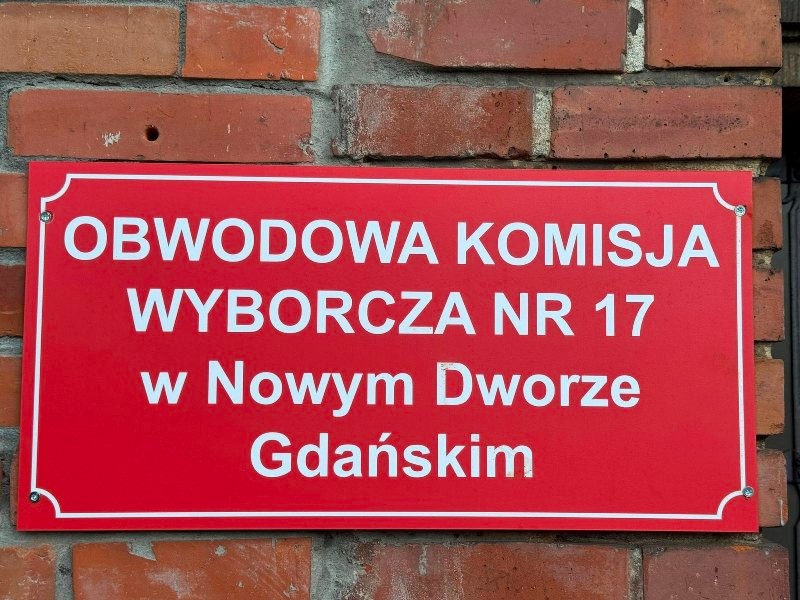 OBWODOWA KOMISJA
WYBORCZA NR 17
w Nowym Dworze
Gdańskim